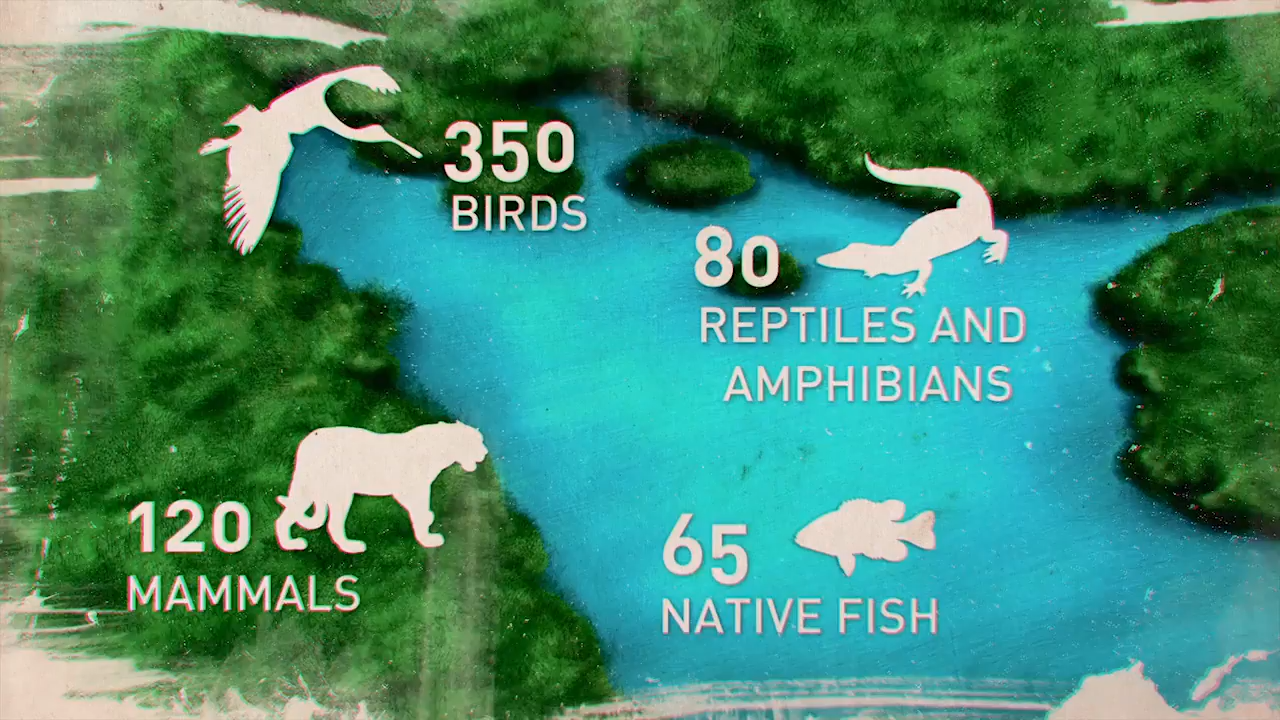 350
BIRDS
80
REPTILES AND
AMPHIBIANS
120
MAMMALS
65
NATIVE FISH